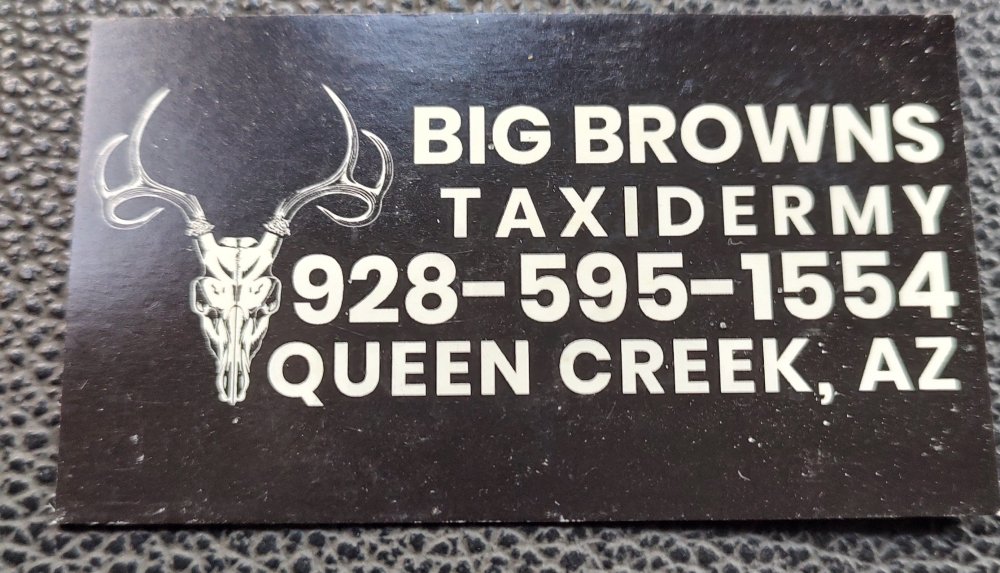 BIG BROWNS
TAXIDERMY
928-595-1554
QUEEN CREEK, AZ